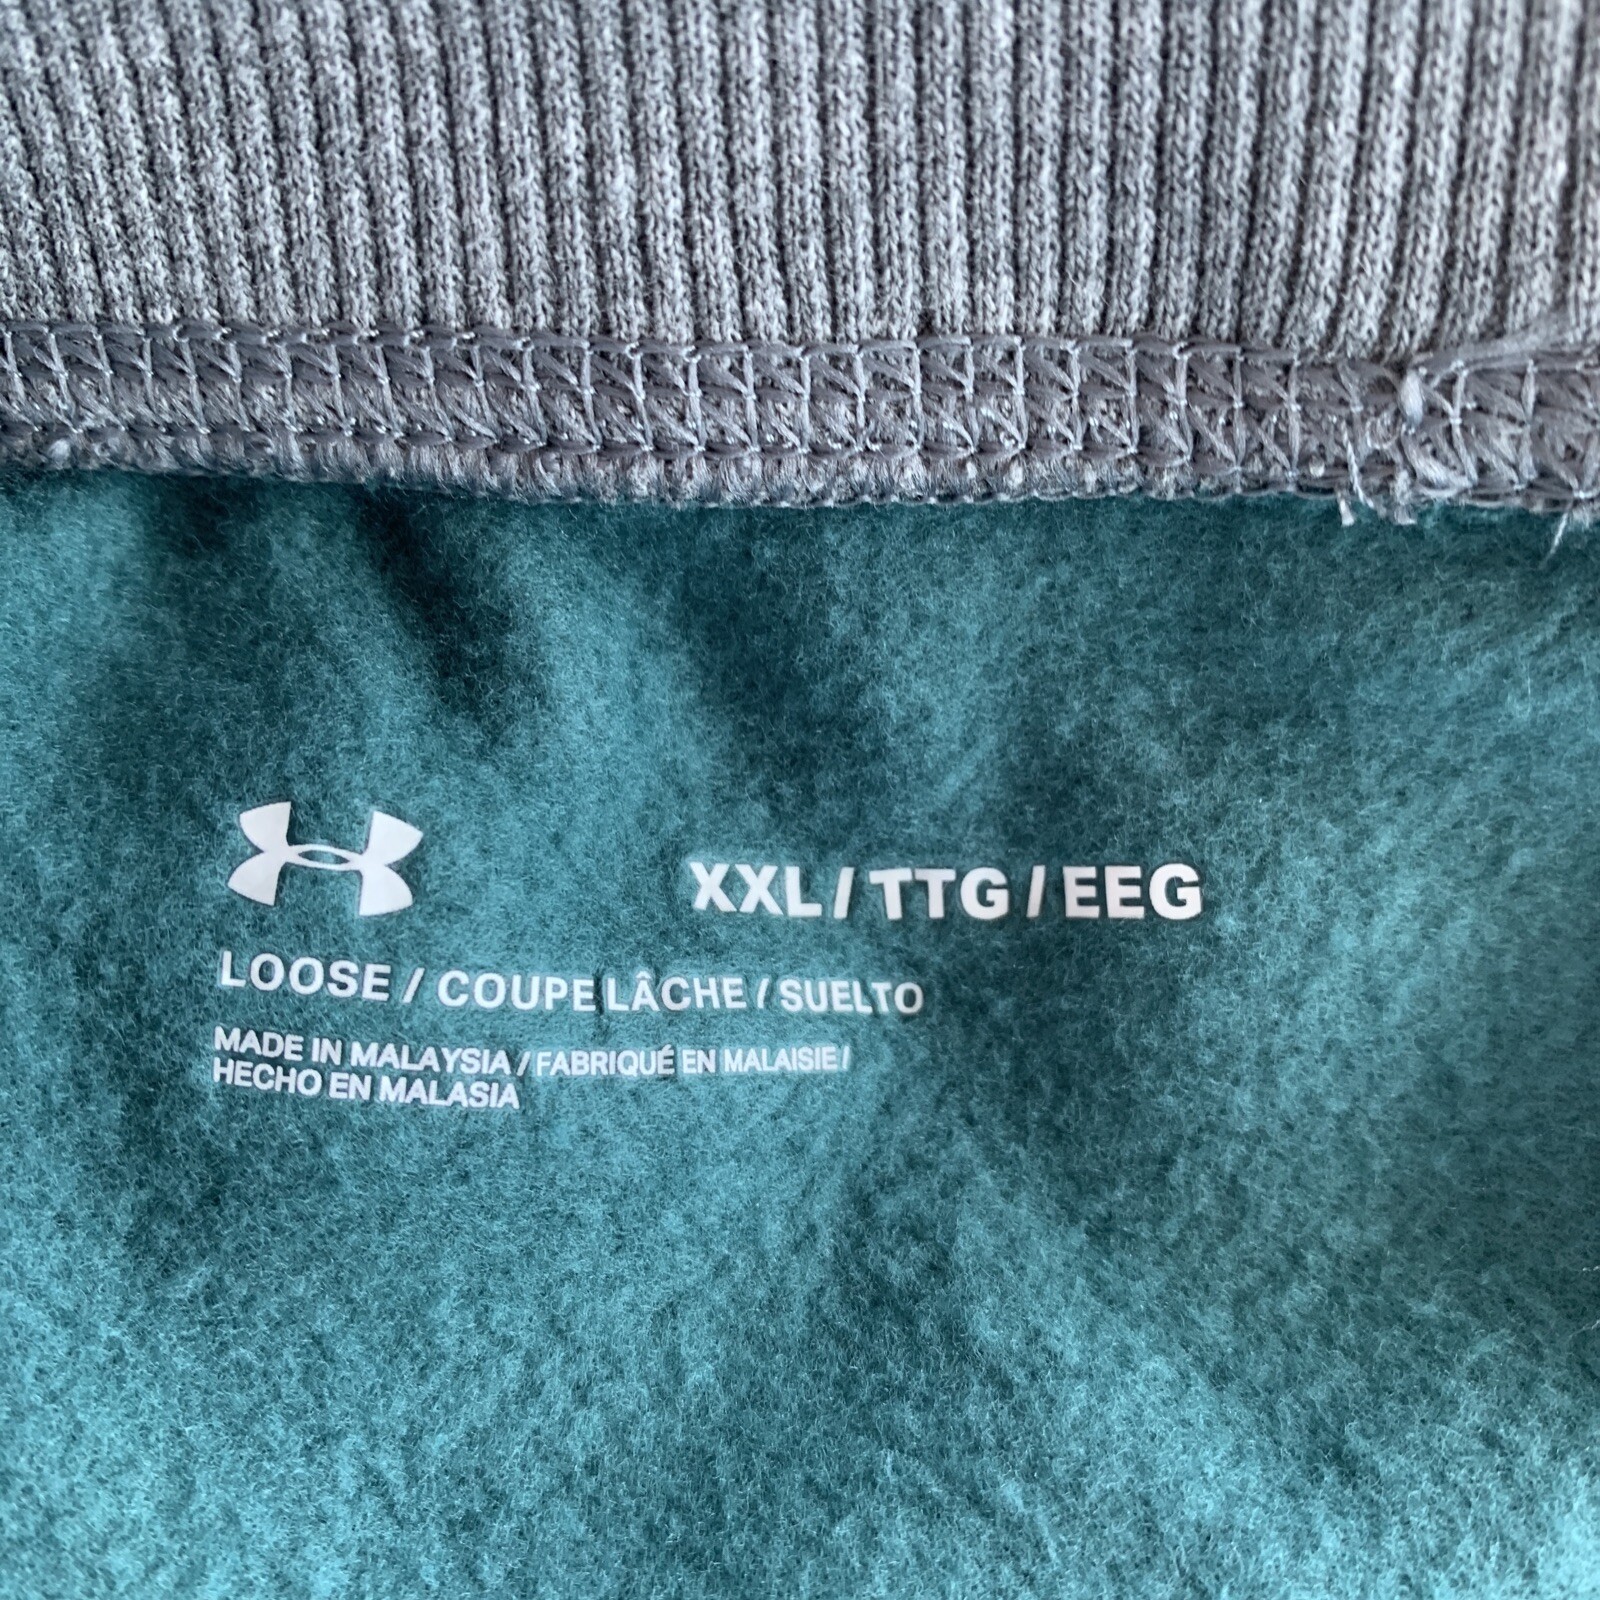 XXL / TTG / EEG
LOOSE / COUPE LÂCHE / SUELTO
MADE IN MALAYSIA / FABRIQUÉ EN MALAISIE /
HECHO EN MALASIA